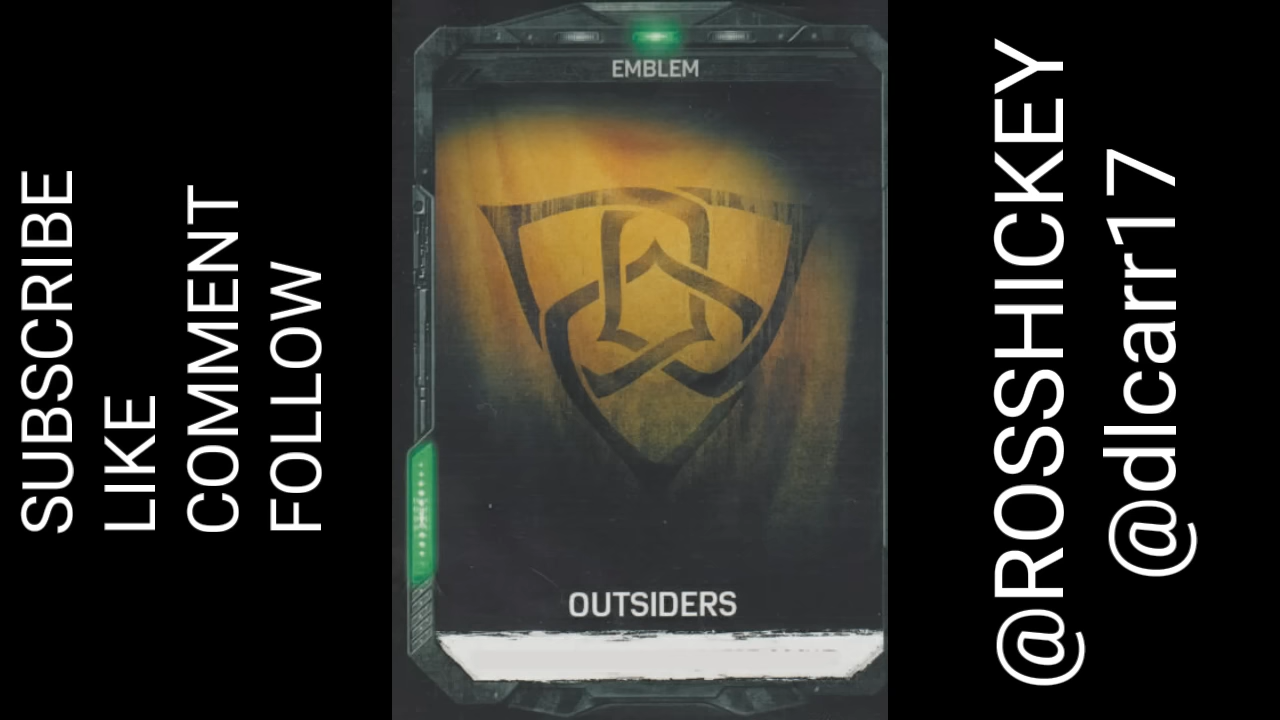 SUBSCRIBE
LIKE
COMMENT
FOLLOW
EMBLEM
OUTSIDERS
@ROSSHICKEY
@dlcarr17